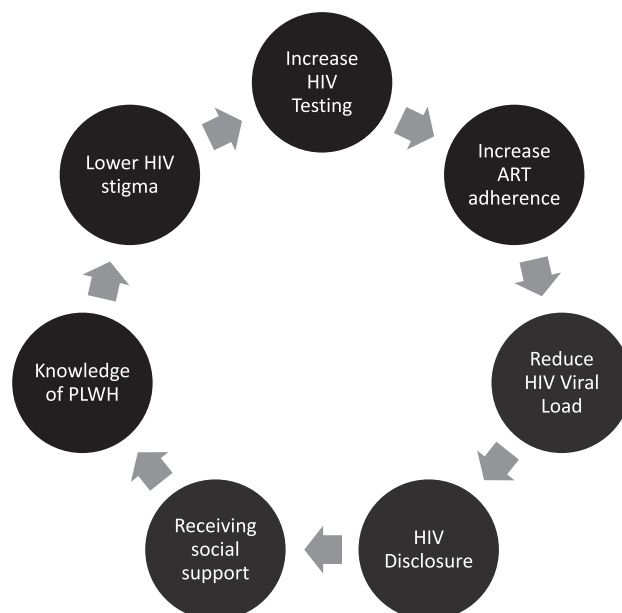 Increase
HIV
Testing
Increase
ART
adherence
Reduce
HIV Viral
Load
HIV
Disclosure
Receiving
social
support
Knowledge
of PLWH
Lower HIV
stigma